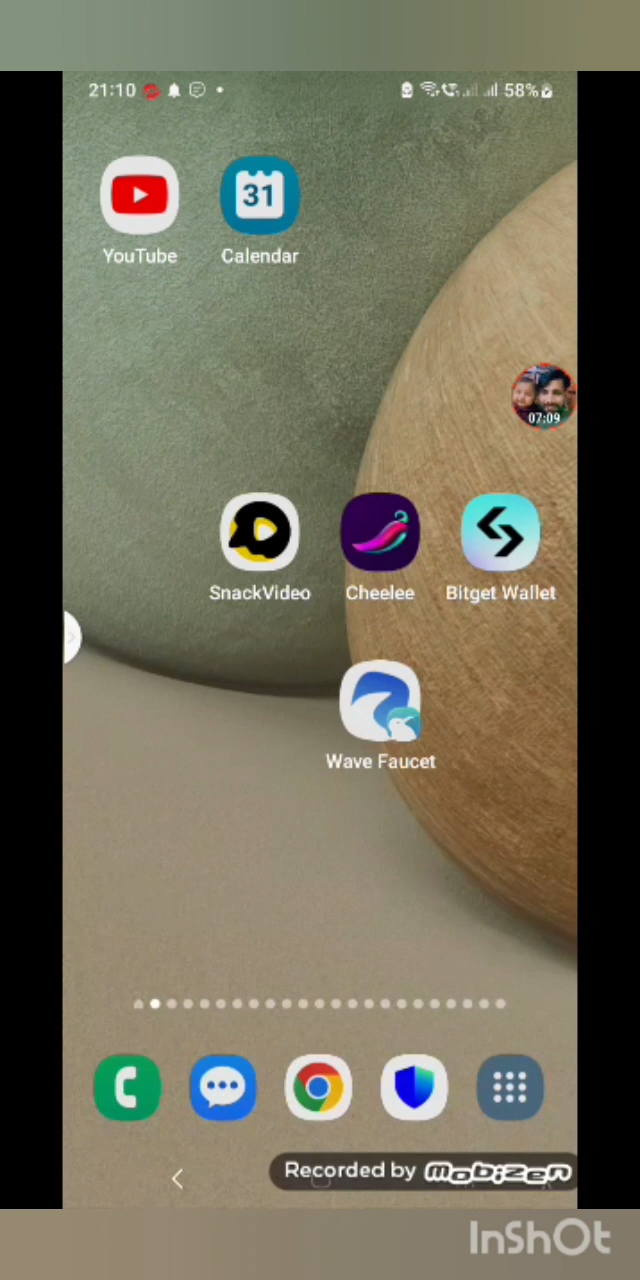 21:10 58%
YouTube Calendar
31
07:09
SnackVideo Cheelee Bitget Wallet
Wave Faucet
Recorded by mobizen
InShOt